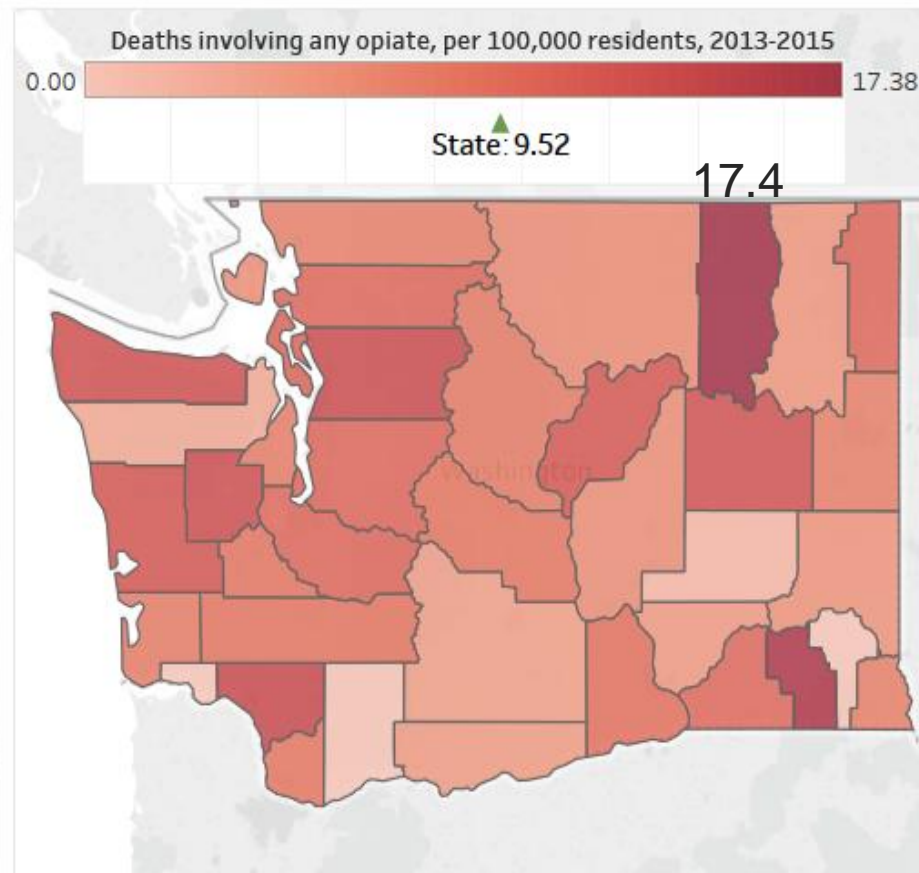 Deaths involving any opiate, per 100,000 residents, 2013-2015
0.00 17.38
State: 9.52
17.4
Washington